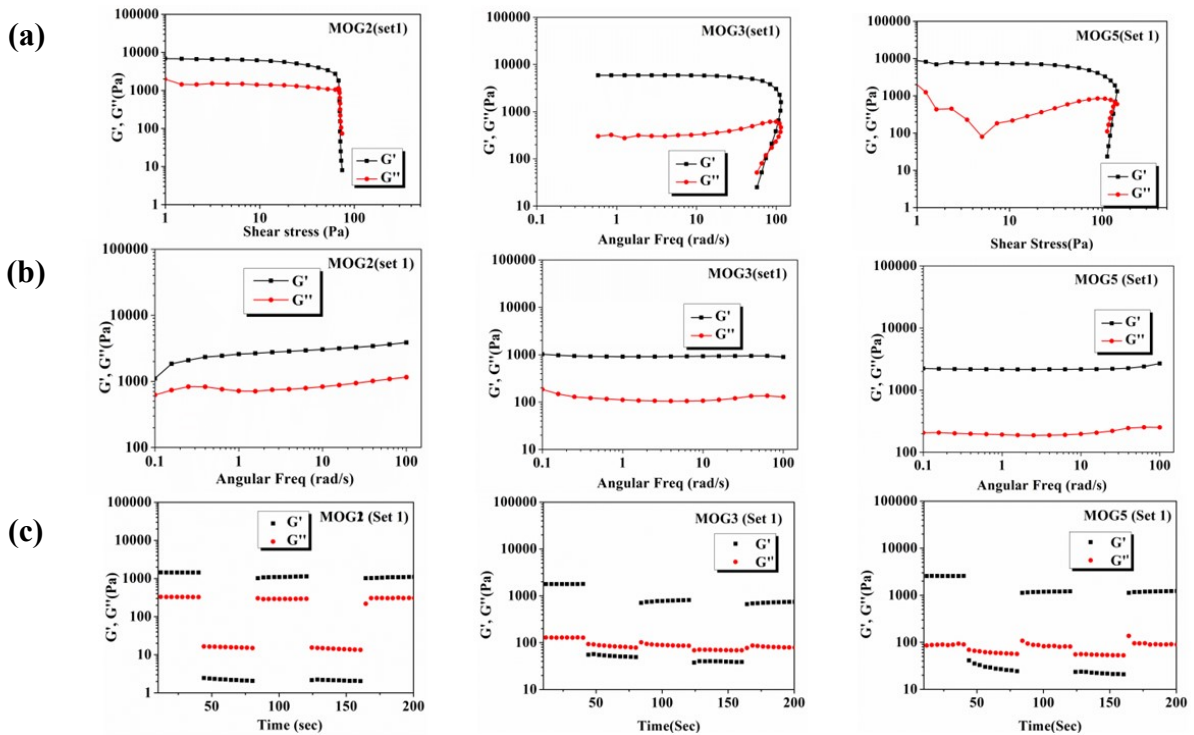 (a)
MOG2(set1)
G', G''(Pa)
100000
10000
1000
100
10
1
G'
G''
1
10
100
Shear stress (Pa)
MOG3(set1)
G', G''(Pa)
100000
10000
1000
100
10
G'
G''
0.1
1
10
100
Angular Freq (rad/s)
MOG5(Set 1)
G', G''(Pa)
100000
10000
1000
100
10
1
G'
G''
1
10
100
Shear Stress(Pa)
(b)
MOG2(set 1)
G', G''(Pa)
100000
10000
1000
100
G'
G''
0.1
1
10
100
Angular Freq (rad/s)
MOG3(set1)
G', G''(Pa)
100000
10000
1000
100
10
G'
G''
0.1
1
10
100
Angular Freq (rad/s)
MOG5 (Set1)
G', G''(Pa)
100000
10000
1000
100
G'
G''
0.1
1
10
100
Angular Freq (rad/s)
(c)
(Set 1)
G', G''(Pa)
100000
10000
1000
100
10
1
G'
G''
50
100
150
200
Time (sec)
MOG3 (Set 1)
G', G''(Pa)
100000
10000
1000
100
10
G'
G''
50
100
150
200
Time(Sec)
MOG5 (Set 1)
G', G''(Pa)
100000
10000
1000
100
10
G'
G''
50
100
150
200
Time(Sec)